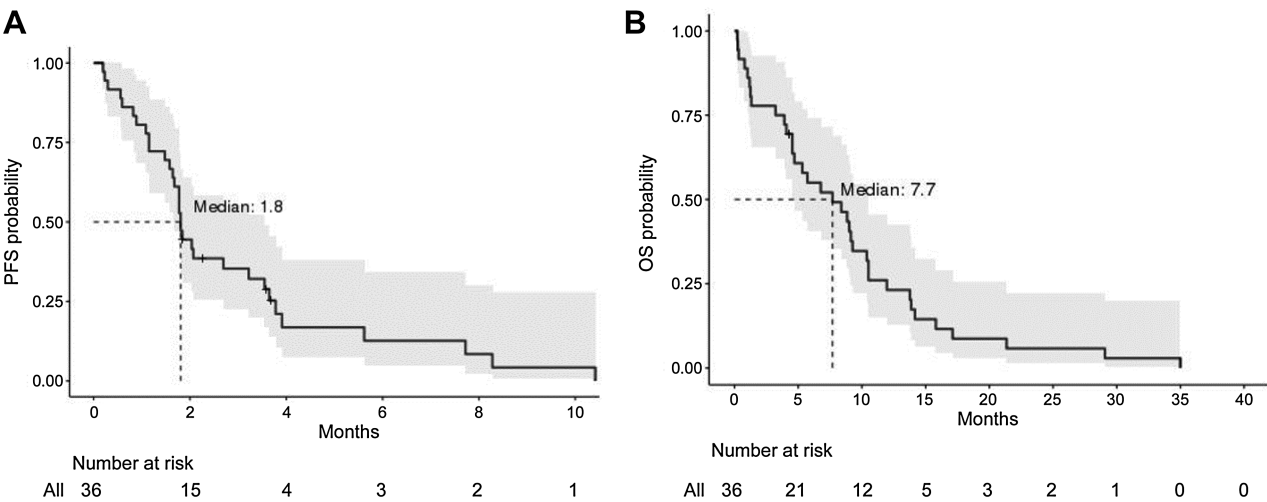 A
PFS probability
1.00
0.75
0.50
0.25
0.00
Median: 1.8
0 2 4 6 8 10
Months
Number at risk
All 36 15 4 3 2 1
B
OS probability
1.00
0.75
0.50
0.25
0.00
Median: 7.7
0 5 10 15 20 25 30 35 40
Months
Number at risk
All 36 21 12 5 3 2 1 0 0